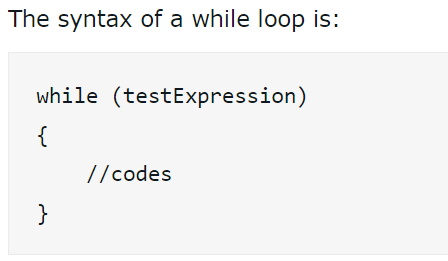 The syntax of a while loop is:
while (testExpression)
{
    //codes
}